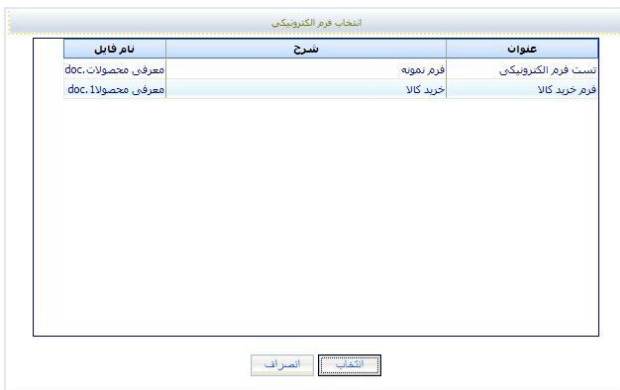 انتخاب فرم الکترونیکی
عنوان شرح نام فایل
تست فرم الکترونیکی فرم نمونه معرفی محصولات.doc
فرم خرید کالا خرید کالا معرفی محصولا1.doc
انتخاب انصراف